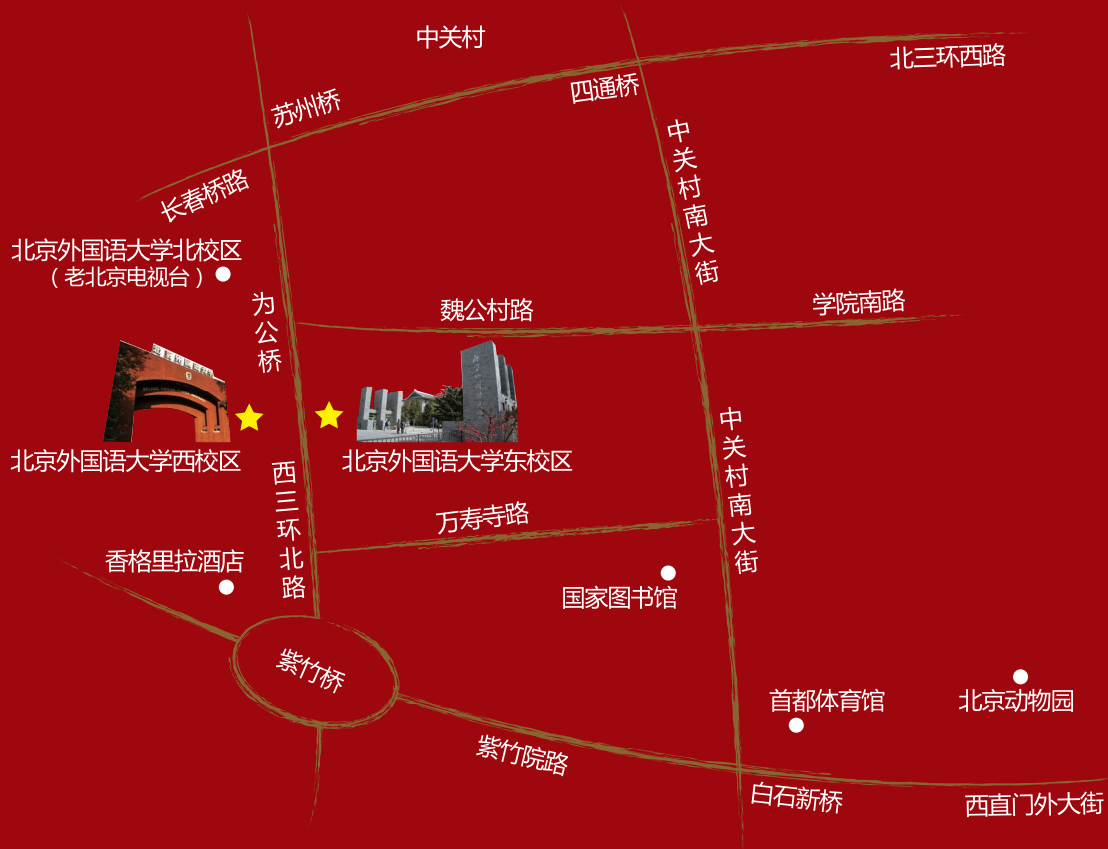 中关村
北三环西路
四通桥
苏州桥
长春桥路
中关村南大街
北京外国语大学北校区
（老北京电视台）
为公桥
魏公村路
学院南路
北京外国语大学西校区
北京外国语大学东校区
中关村南大街
西三环北路
万寿寺路
香格里拉酒店
国家图书馆
紫竹桥
首都体育馆
北京动物园
紫竹院路
白石新桥
西直门外大街